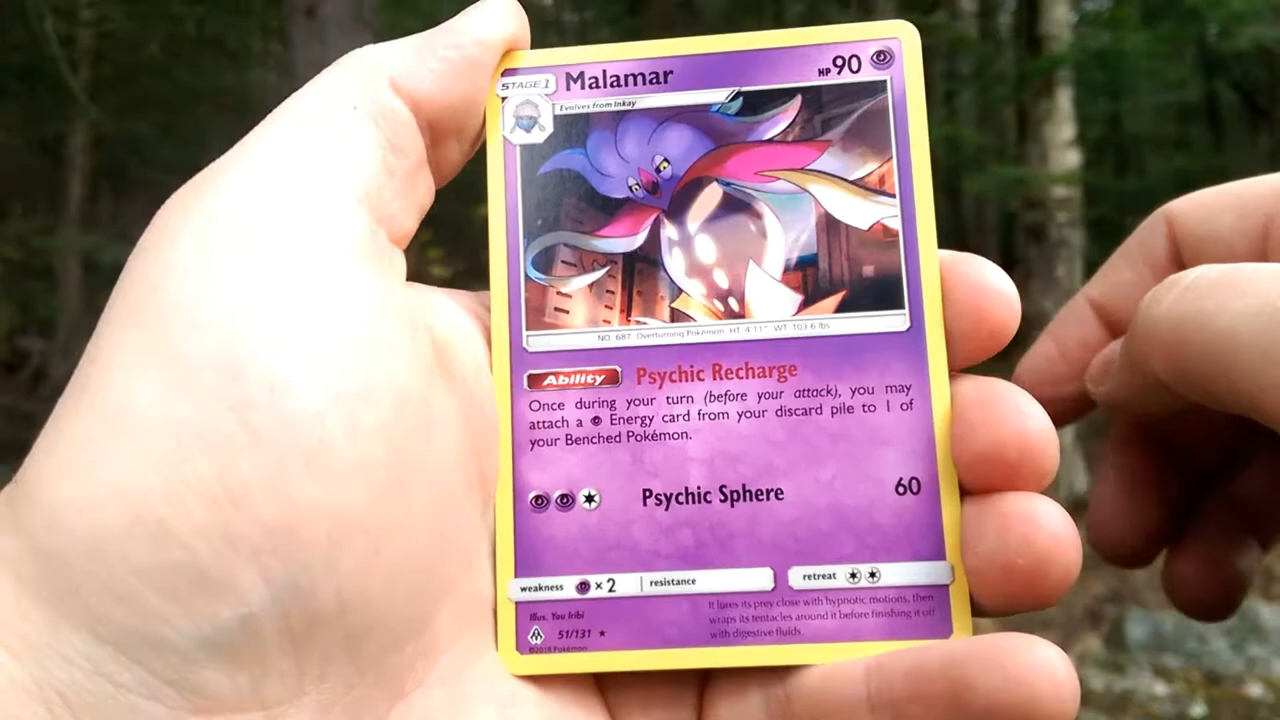 STAGE 1 Malamar HP 90
Evolves from Inkay
NO. 687 Overturning Pokémon. HT. 4'11" WT. 103.6 lbs
Ability Psychic Recharge
Once during your turn (before your attack), you may
attach a Energy card from your discard pile to 1 of
your Benched Pokémon.
Psychic Sphere 60
weakness ×2 resistance retreat
Illus. You Iribi
51/131
©2018 Pokémon
It lures its prey close with hypnotic motions, then
wraps its tentacles around it before finishing it off
with digestive fluids.